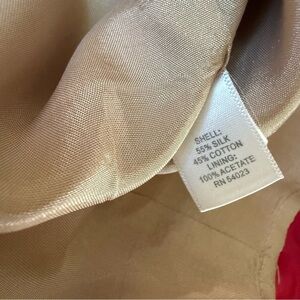 SHELL:
55% SILK
45% COTTON
LINING:
100% ACETATE
RN 54023